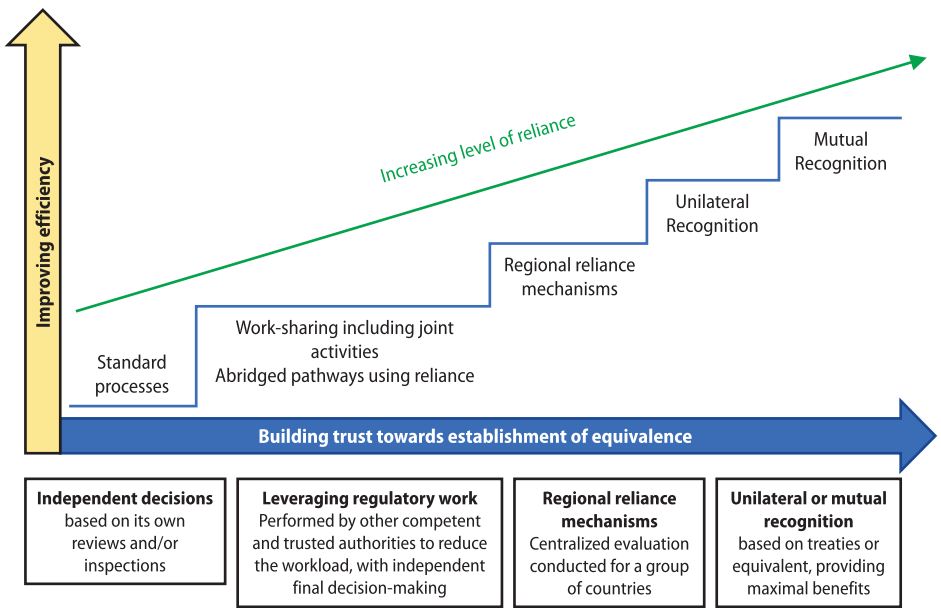 Improving efficiency
Increasing level of reliance
Mutual
Recognition
Unilateral
Recognition
Regional reliance
mechanisms
Work-sharing including joint
activities
Abridged pathways using reliance
Standard
processes
Building trust towards establishment of equivalence
Independent decisions
based on its own
reviews and/or
inspections
Leveraging regulatory work
Performed by other competent
and trusted authorities to reduce
the workload, with independent
final decision-making
Regional reliance
mechanisms
Centralized evaluation
conducted for a group
of countries
Unilateral or mutual
recognition
based on treaties or
equivalent, providing
maximal benefits